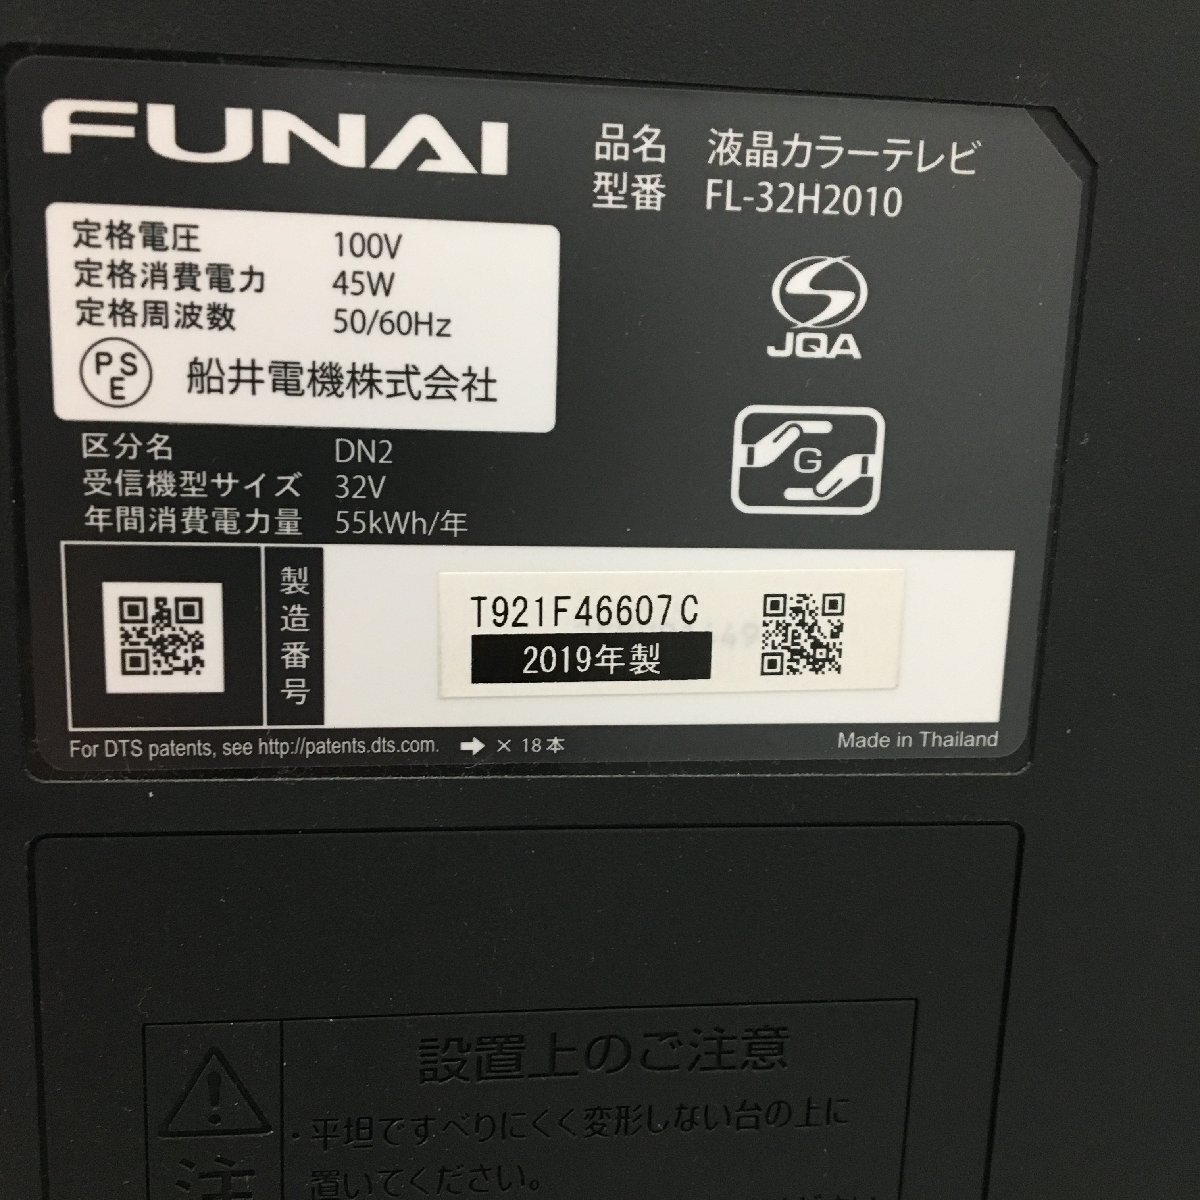 FUNAI
品名 液晶カラーテレビ
型番 FL-32H2010
定格電圧 100V
定格消費電力 45W
定格周波数 50/60Hz
PSE 船井電機株式会社
JQA
G
区分名 DN2
受信機型サイズ 32V
年間消費電力量 55kWh/年
製造番号
T921F46607C
2019年製
For DTS patents, see http://patents.dts.com. ➡ × 18本
Made in Thailand
設置上のご注意
注
・平坦ですべりにくく変形しない台の上に
置いてください。